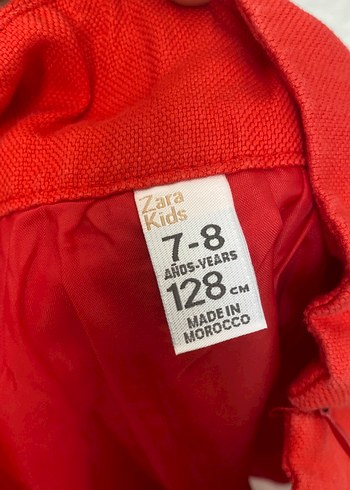 Zara
Kids
7-8
AÑOS-YEARS
128 CM
MADE IN
MOROCCO